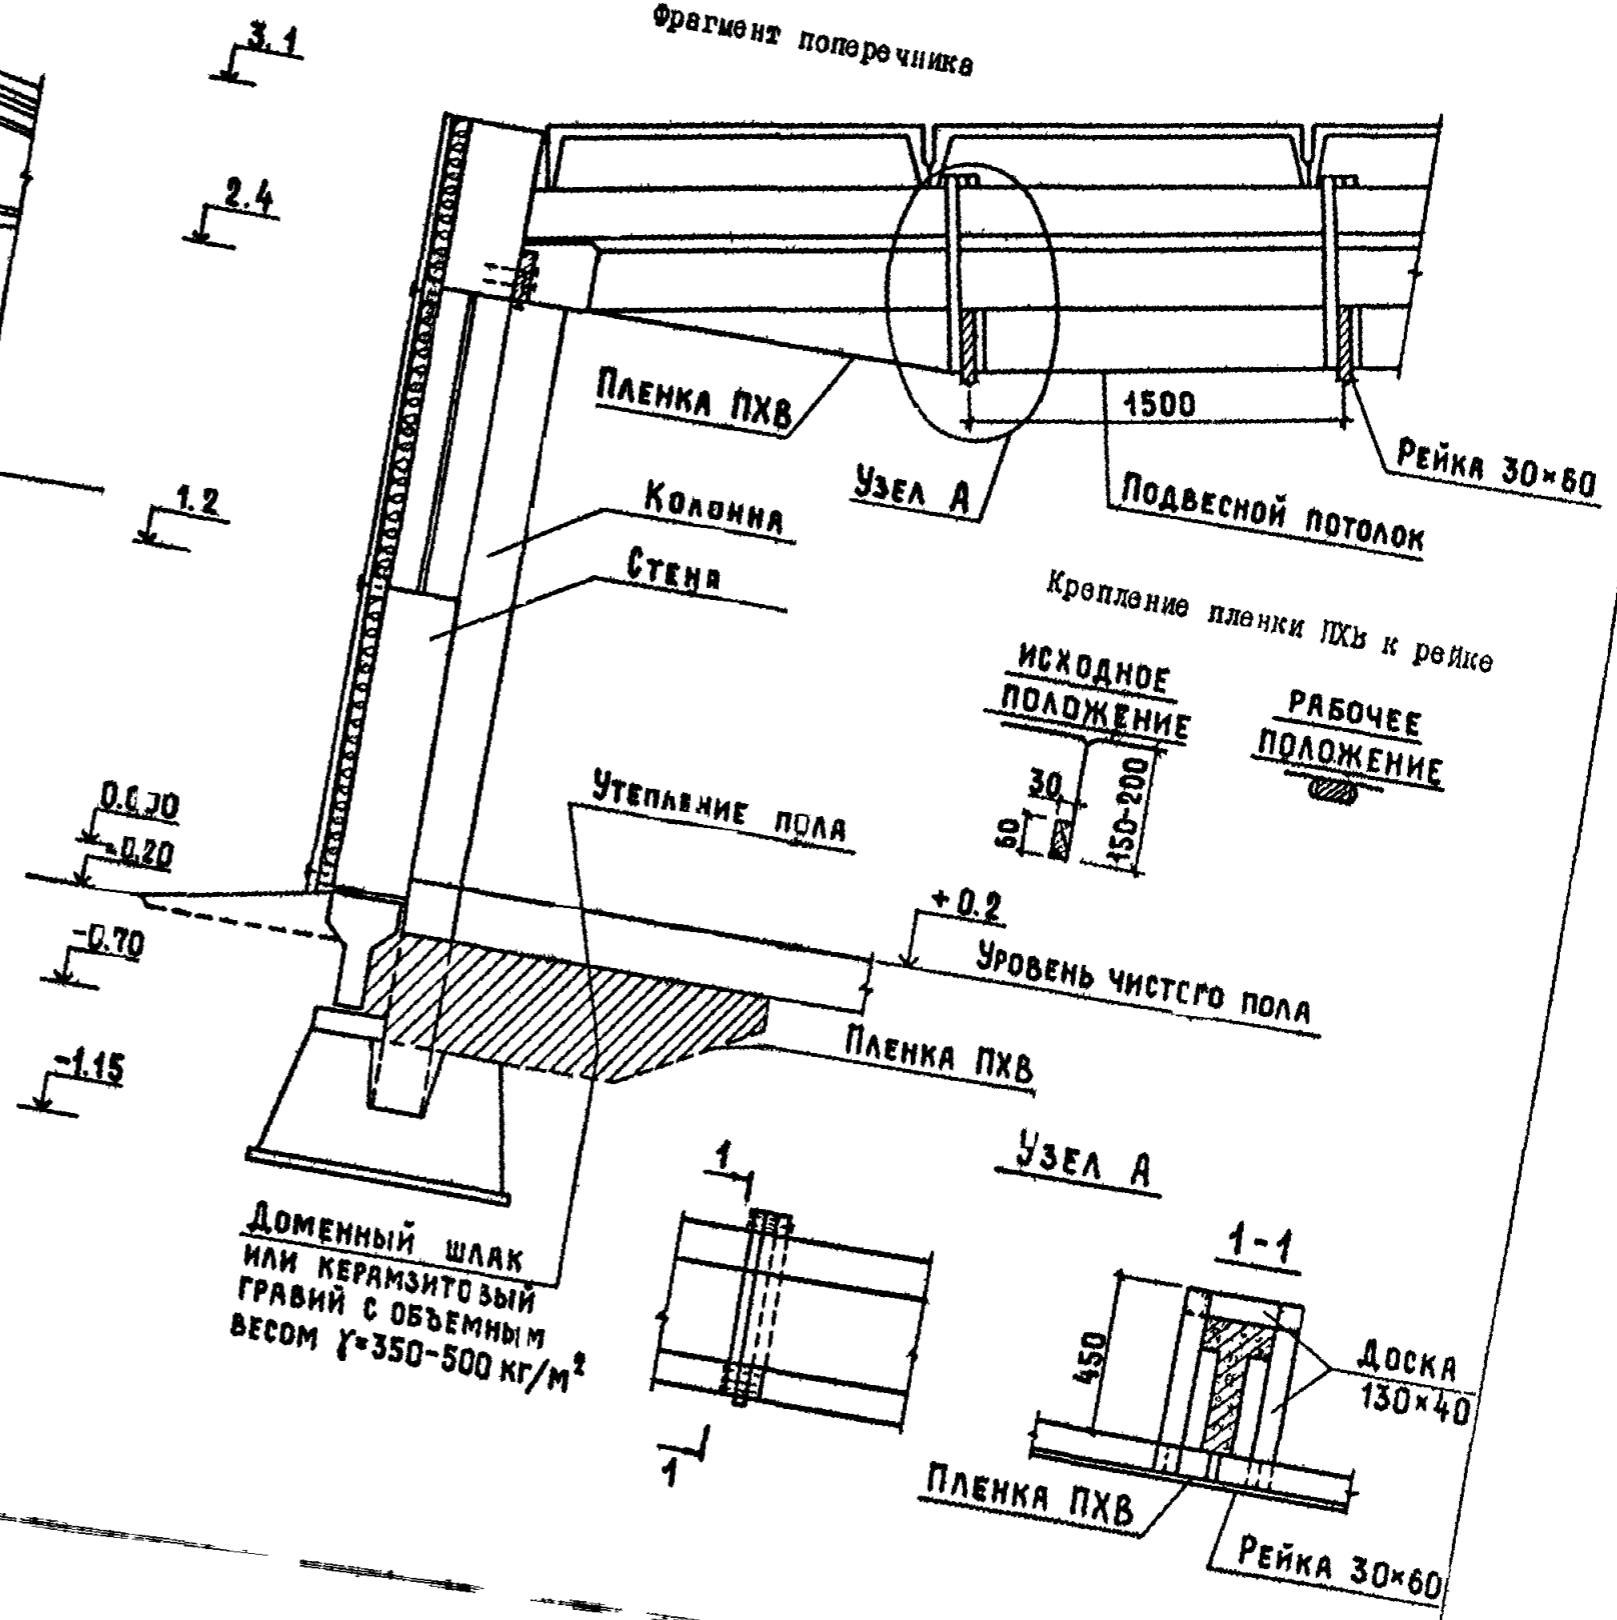 Фрагмент поперечника
3.1
2.4
1.2
-0.20
-0.70
-1.15
Пленка ПХВ
1500
Узел А
Рейка 30×60
Подвесной потолок
Колонна
Стена
Крепление пленки ПХВ к рейке
ИСХОДНОЕ
ПОЛОЖЕНИЕ
30
60
150-200
РАБОЧЕЕ
ПОЛОЖЕНИЕ
Утепление пола
+0.2
Уровень чистого пола
Пленка ПХВ
Доменный шлак
или керамзитовый
гравий с объемным
весом γ=350-500 кг/м²
1
1
Узел А
1-1
450
Доска
130×40
Пленка ПХВ
Рейка 30×60